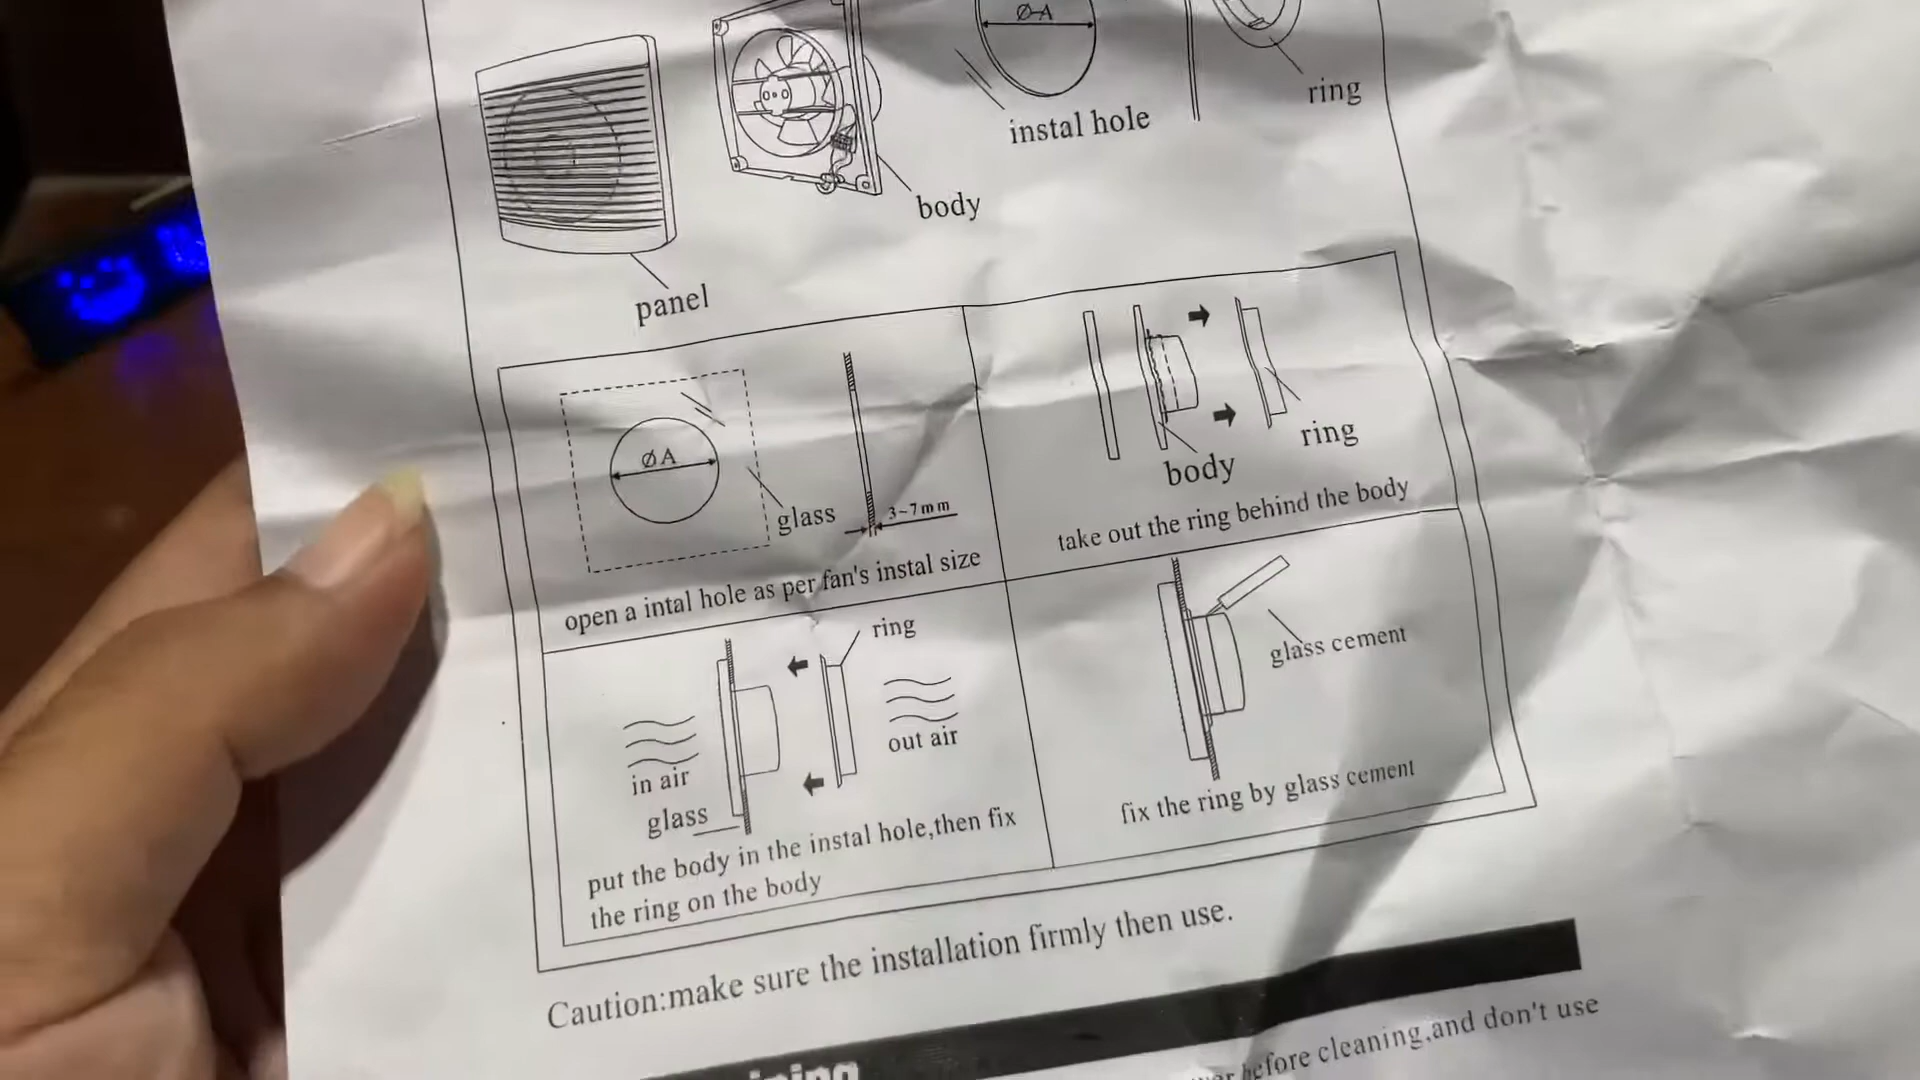 Ø A
instal hole
ring
body
panel
Ø A
glass
3~7mm
open a intal hole as per fan's instal size
body
ring
take out the ring behind the body
ring
in air
out air
glass
put the body in the instal hole,then fix
the ring on the body
glass cement
fix the ring by glass cement
Caution:make sure the installation firmly then use.
before cleaning,and don't use